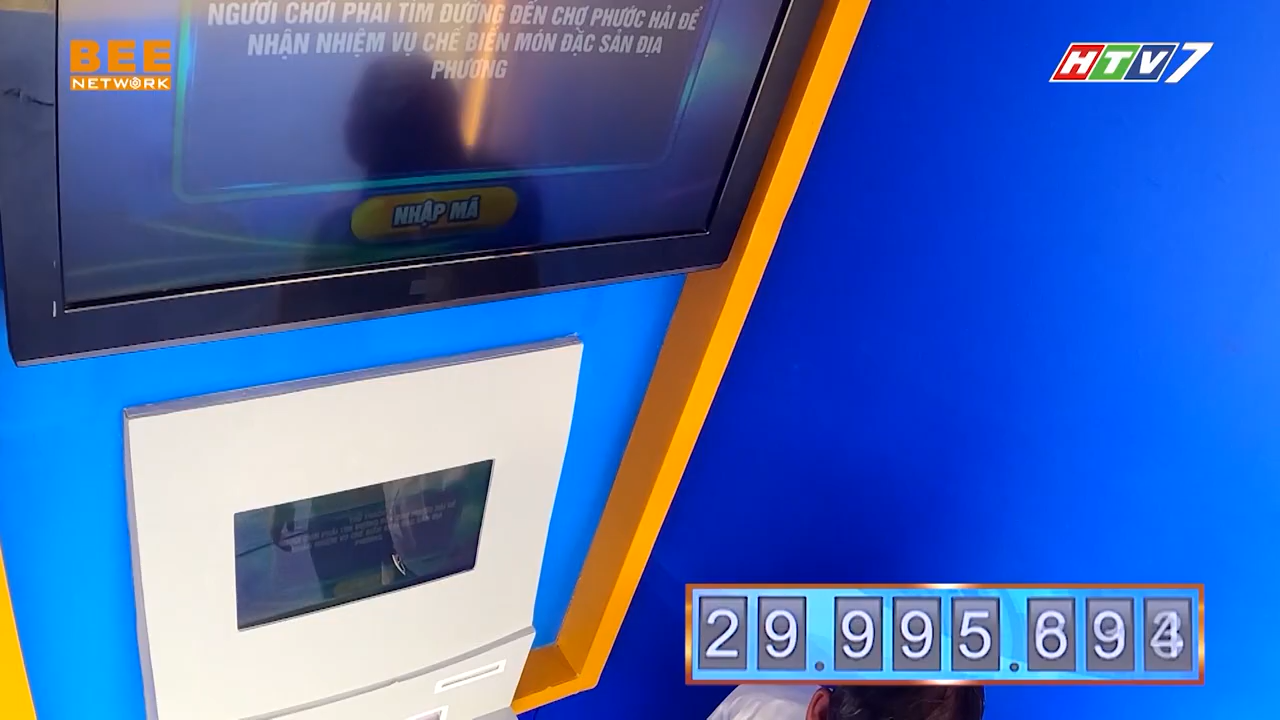 NGƯỜI CHƠI PHẢI TÌM ĐƯỜNG ĐẾN CHỢ PHƯỚC HẢI ĐỂ
NHẬN NHIỆM VỤ CHẾ BIẾN MÓN ĐẶC SẢN ĐỊA
PHƯƠNG
NHẬP MÃ
BEE
NETWORK
HTV7
29.995.69